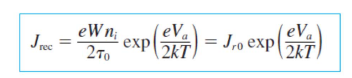 J_rec = eWn_i / 2τ_0 exp(eV_a / 2kT) = J_r0 exp(eV_a / 2kT)